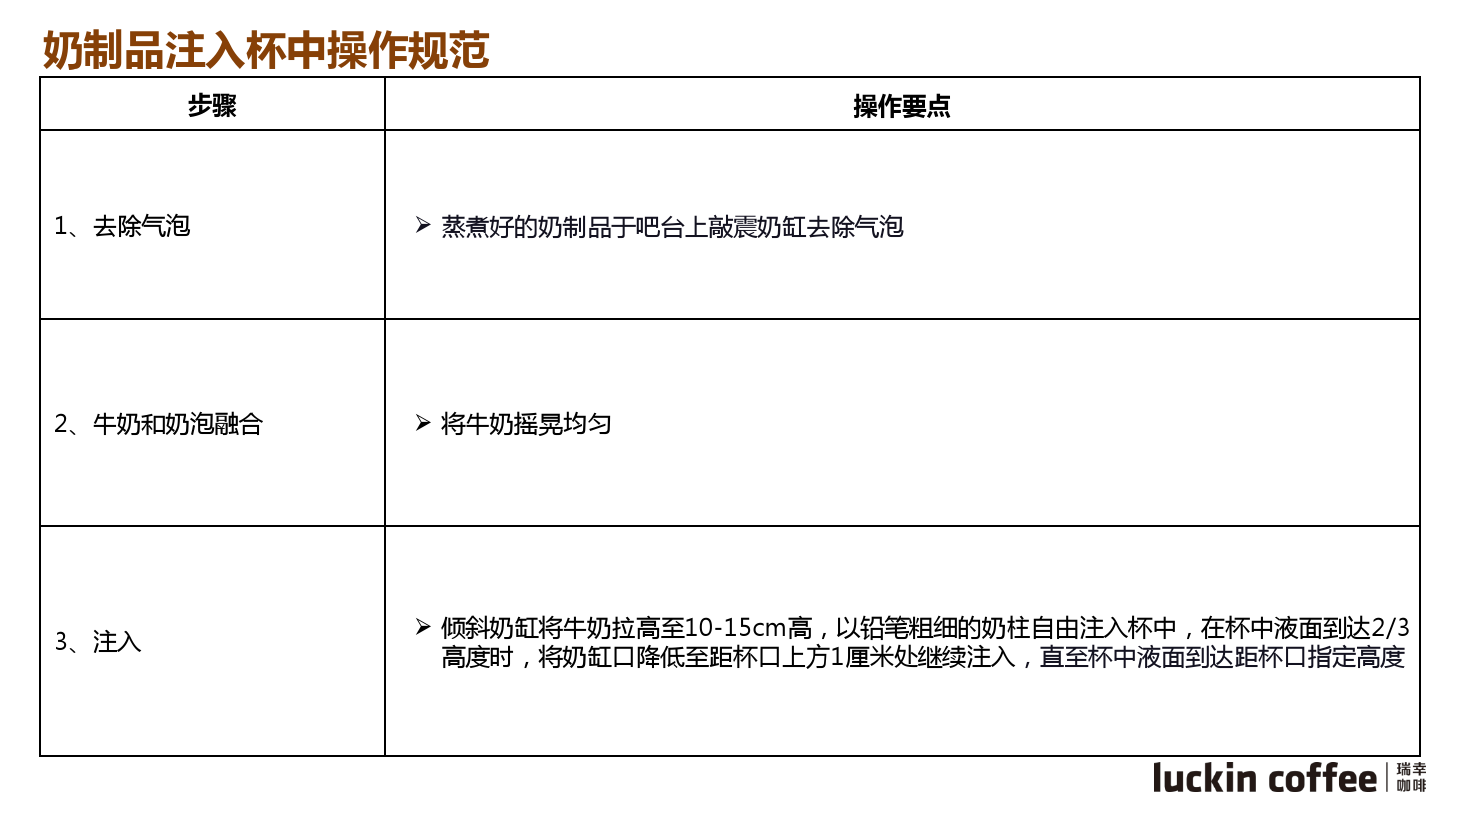 奶制品注入杯中操作规范
步骤
操作要点
1、去除气泡
➢ 蒸煮好的奶制品于吧台上敲震奶缸去除气泡
2、牛奶和奶泡融合
➢ 将牛奶摇晃均匀
3、注入
➢ 倾斜奶缸将牛奶拉高至10-15cm高，以铅笔粗细的奶柱自由注入杯中，在杯中液面到达2/3
高度时，将奶缸口降低至距杯口上方1厘米处继续注入，直至杯中液面到达距杯口指定高度
luckin coffee
瑞幸
咖啡